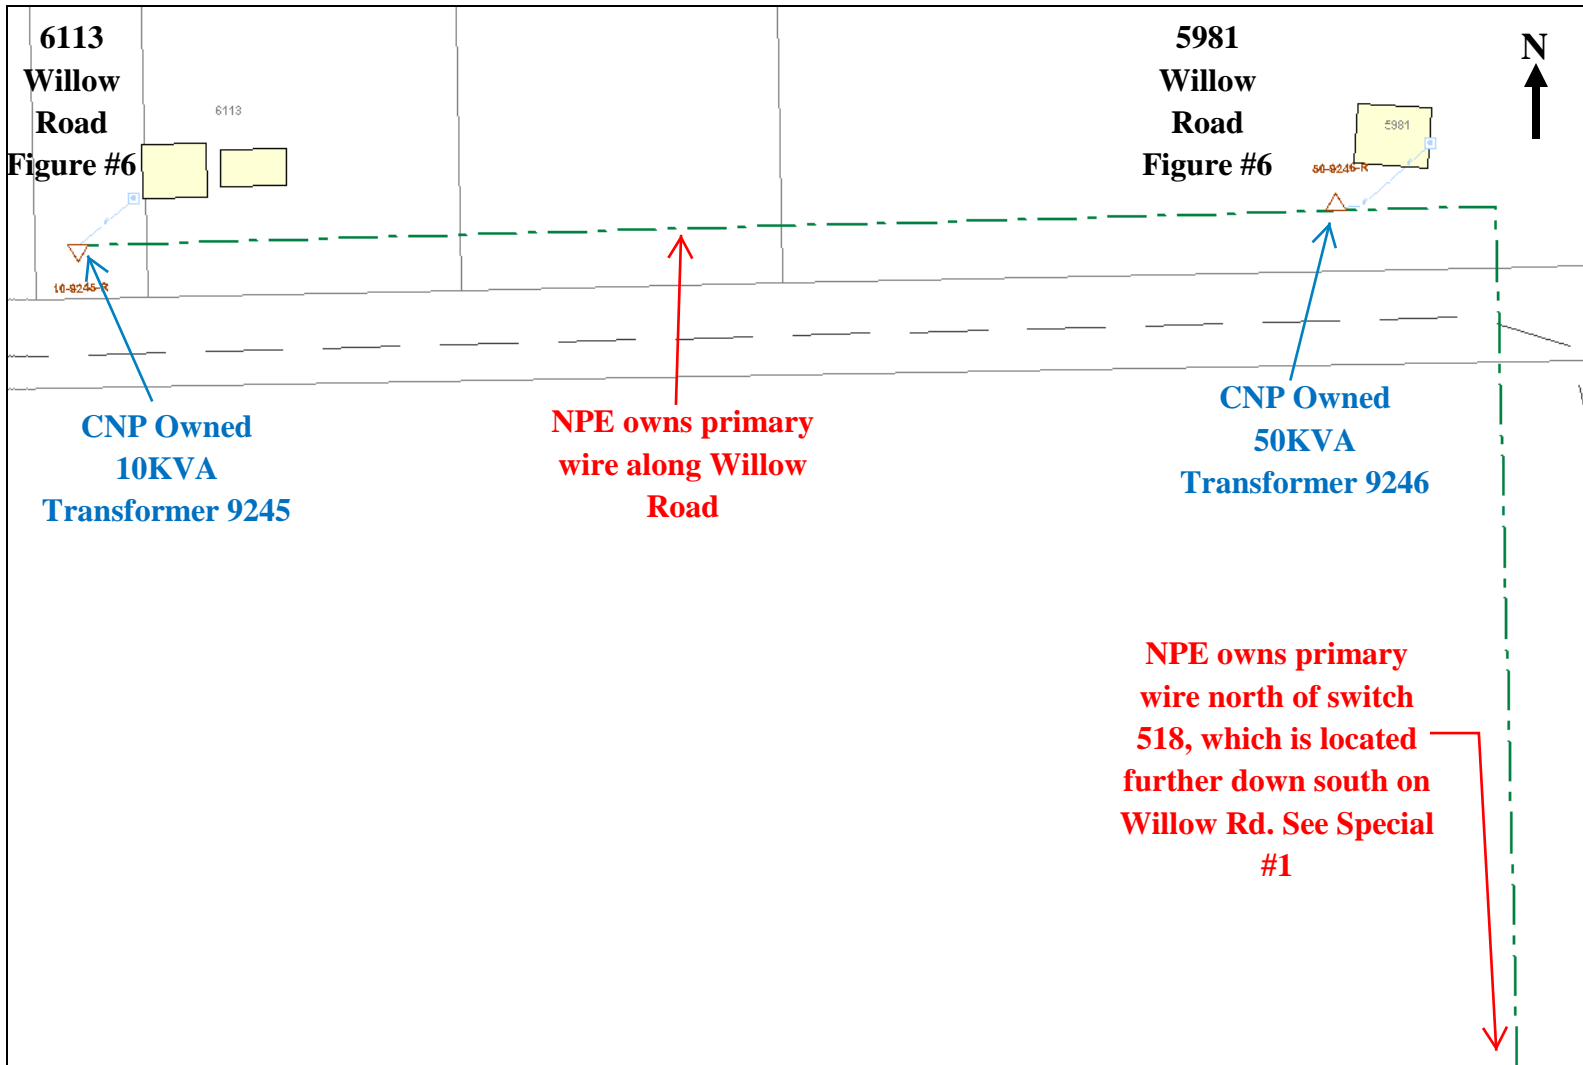 6113
Willow
Road
Figure #6
5981
Willow
Road
Figure #6
N
6113
5981
50-9246-R
10-9245-R
CNP Owned
10KVA
Transformer 9245
NPE owns primary
wire along Willow
Road
CNP Owned
50KVA
Transformer 9246
NPE owns primary
wire north of switch
518, which is located
further down south on
Willow Rd. See Special
#1